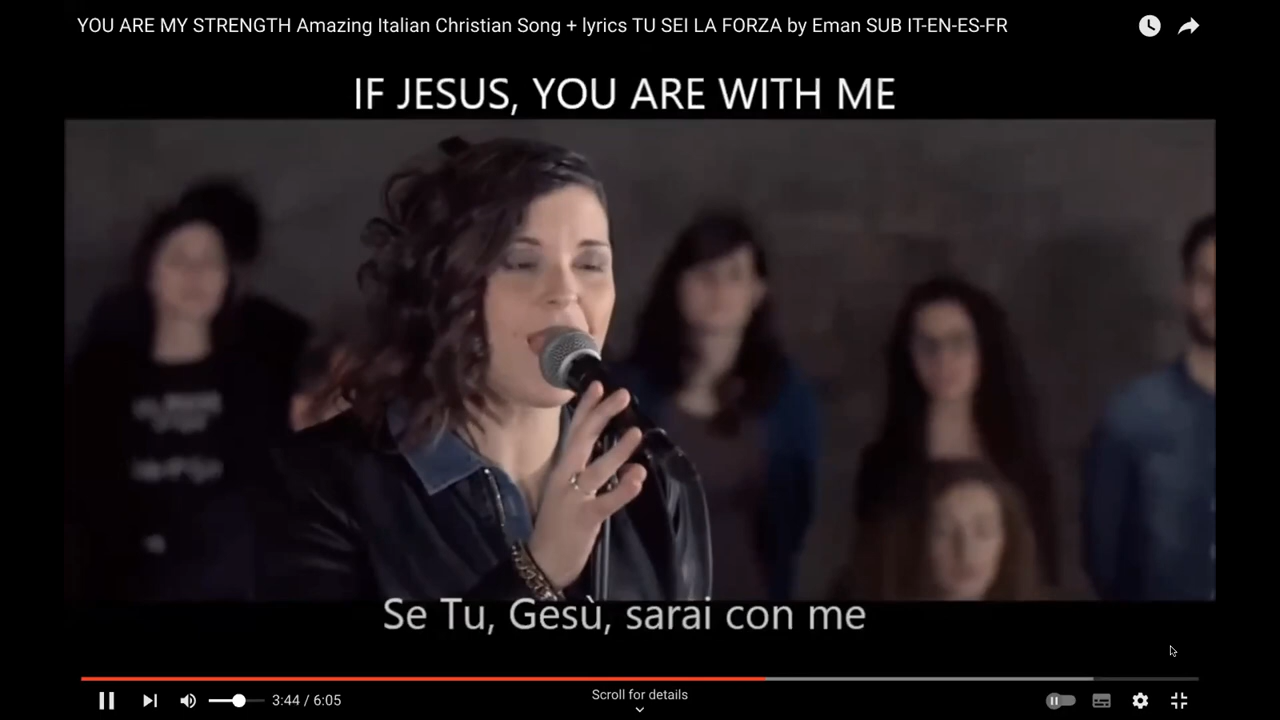 YOU ARE MY STRENGTH Amazing Italian Christian Song + lyrics TU SEI LA FORZA by Eman SUB IT-EN-ES-FR
IF JESUS, YOU ARE WITH ME
Se Tu, Gesù, sarai con me
3:44 / 6:05
Scroll for details